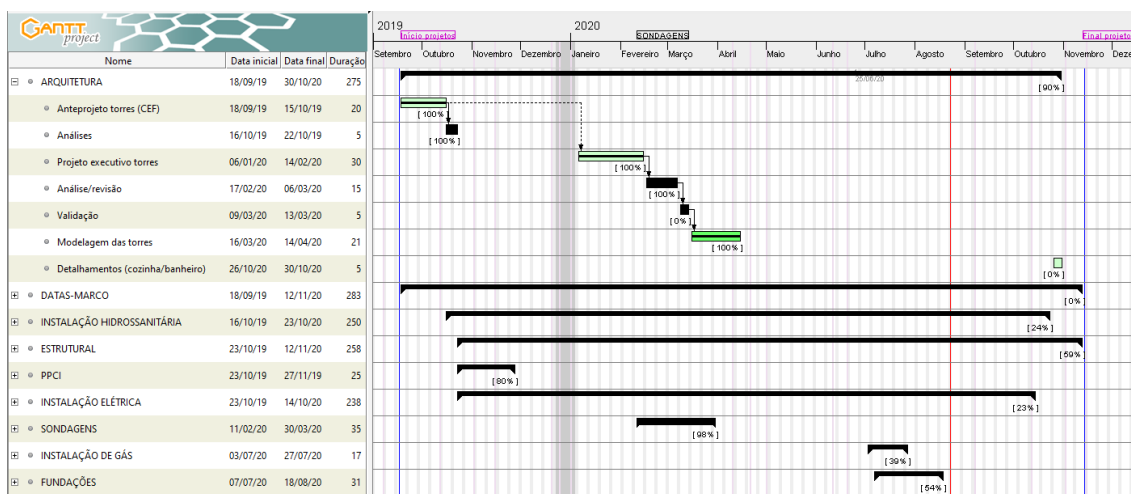 GANTT
project
2019
2020
Início projetos
SONDAGENS
Final projeto
Setembro Outubro Novembro Dezembro Janeiro Fevereiro Março Abril Maio Junho Julho Agosto Setembro Outubro Novembro Deze
Nome Data inicial Data final Duração
25/06/20
ARQUITETURA 18/09/19 30/10/20 275 [90%]
Anteprojeto torres (CEF) 18/09/19 15/10/19 20 [100%]
Análises 16/10/19 22/10/19 5 [100%]
Projeto executivo torres 06/01/20 14/02/20 30 [100%]
Análise/revisão 17/02/20 06/03/20 15 [100%]
Validação 09/03/20 13/03/20 5 [0%]
Modelagem das torres 16/03/20 14/04/20 21 [100%]
Detalhamentos (cozinha/banheiro) 26/10/20 30/10/20 5 [0%]
DATAS-MARCO 18/09/19 12/11/20 283 [0%]
INSTALAÇÃO HIDROSSANITÁRIA 16/10/19 23/10/20 250 [24%]
ESTRUTURAL 23/10/19 12/11/20 258 [59%]
PPCI 23/10/19 27/11/19 25 [80%]
INSTALAÇÃO ELÉTRICA 23/10/19 14/10/20 238 [23%]
SONDAGENS 11/02/20 30/03/20 35 [98%]
INSTALAÇÃO DE GÁS 03/07/20 27/07/20 17 [39%]
FUNDAÇÕES 07/07/20 18/08/20 31 [54%]